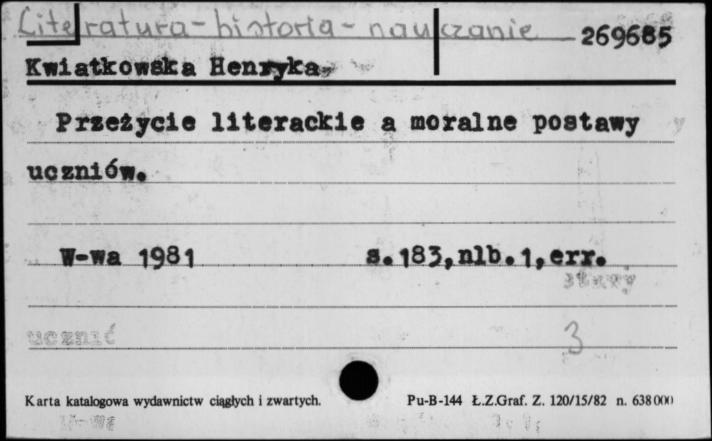 Literatura - historia - nauczanie 269685
Kwiatkowska Henryka.
Przeżycie literackie a moralne postawy
uczniów.
W-wa 1981 s.183,nlb.1,err.
3
Karta katalogowa wydawnictw ciągłych i zwartych. Pu-B-144 Ł.Z.Graf. Z. 120/15/82 n. 638000